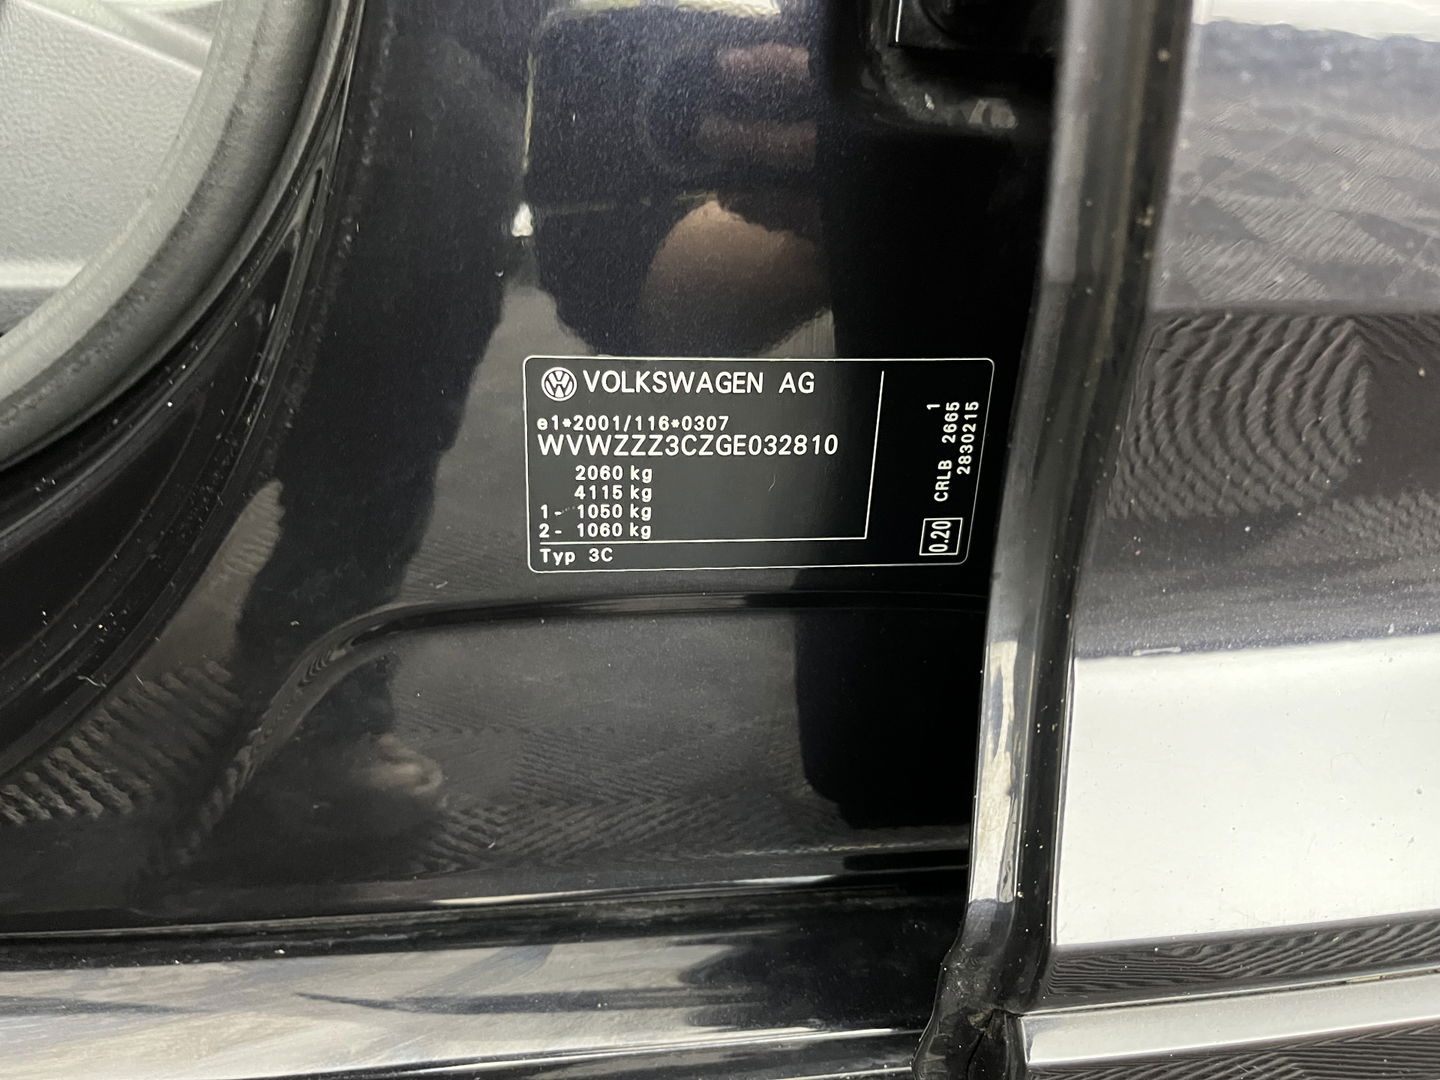 VOLKSWAGEN AG
e1*2001/116*0307
WVWZZZ3CZGE032810
2060 kg
4115 kg
1- 1050 kg
2- 1060 kg
Typ 3C
1
CRLB 2665
2830215
0.20